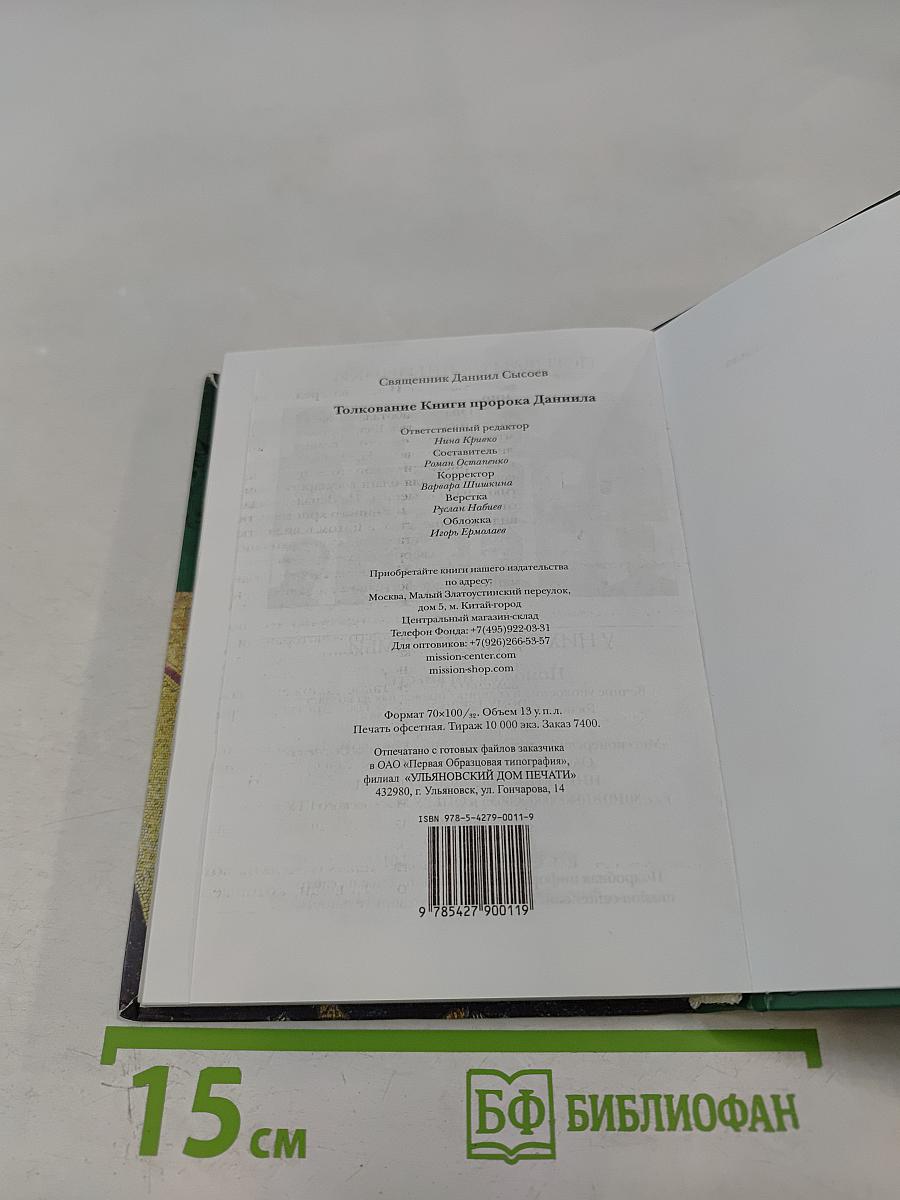 Священник Даниил Сысоев
Толкование Книги пророка Даниила
Ответственный редактор
Нина Кривко
Составитель
Роман Остапенко
Корректор
Варвара Шишкина
Верстка
Руслан Набиев
Обложка
Игорь Ермолаев
Приобретайте книги нашего издательства
по адресу:
Москва, Малый Златоустинский переулок,
дом 5, м. Китай-город
Центральный магазин-склад
Телефон Фонда: +7(495)922-03-31
Для оптовиков: +7(926)266-53-57
mission-center.com
mission-shop.com
Формат 70×100/32. Объем 13 у.п.л.
Печать офсетная. Тираж 10 000 экз. Заказ 7400.
Отпечатано с готовых файлов заказчика
в ОАО «Первая Образцовая типография»,
филиал «УЛЬЯНОВСКИЙ ДОМ ПЕЧАТИ»
432980, г. Ульяновск, ул. Гончарова, 14
ISBN 978-5-4279-0011-9
9 785427 900119
15 см
БФ БИБЛИОФАН